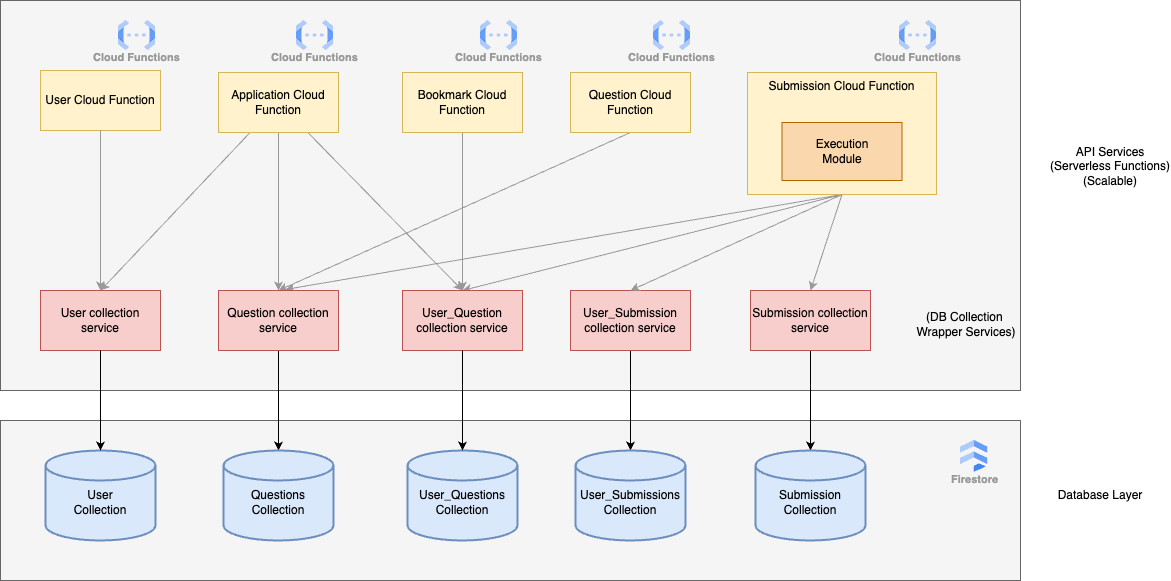 Cloud Functions
Cloud Functions
Cloud Functions
Cloud Functions
Cloud Functions
User Cloud Function
Application Cloud
Function
Bookmark Cloud
Function
Question Cloud
Function
Submission Cloud Function
Execution
Module
API Services
(Serverless Functions)
(Scalable)
User collection
service
Question collection
service
User_Question
collection service
User_Submission
collection service
Submission collection
service
(DB Collection
Wrapper Services)
User
Collection
Questions
Collection
User_Questions
Collection
User_Submissions
Collection
Submission
Collection
Firestore
Database Layer